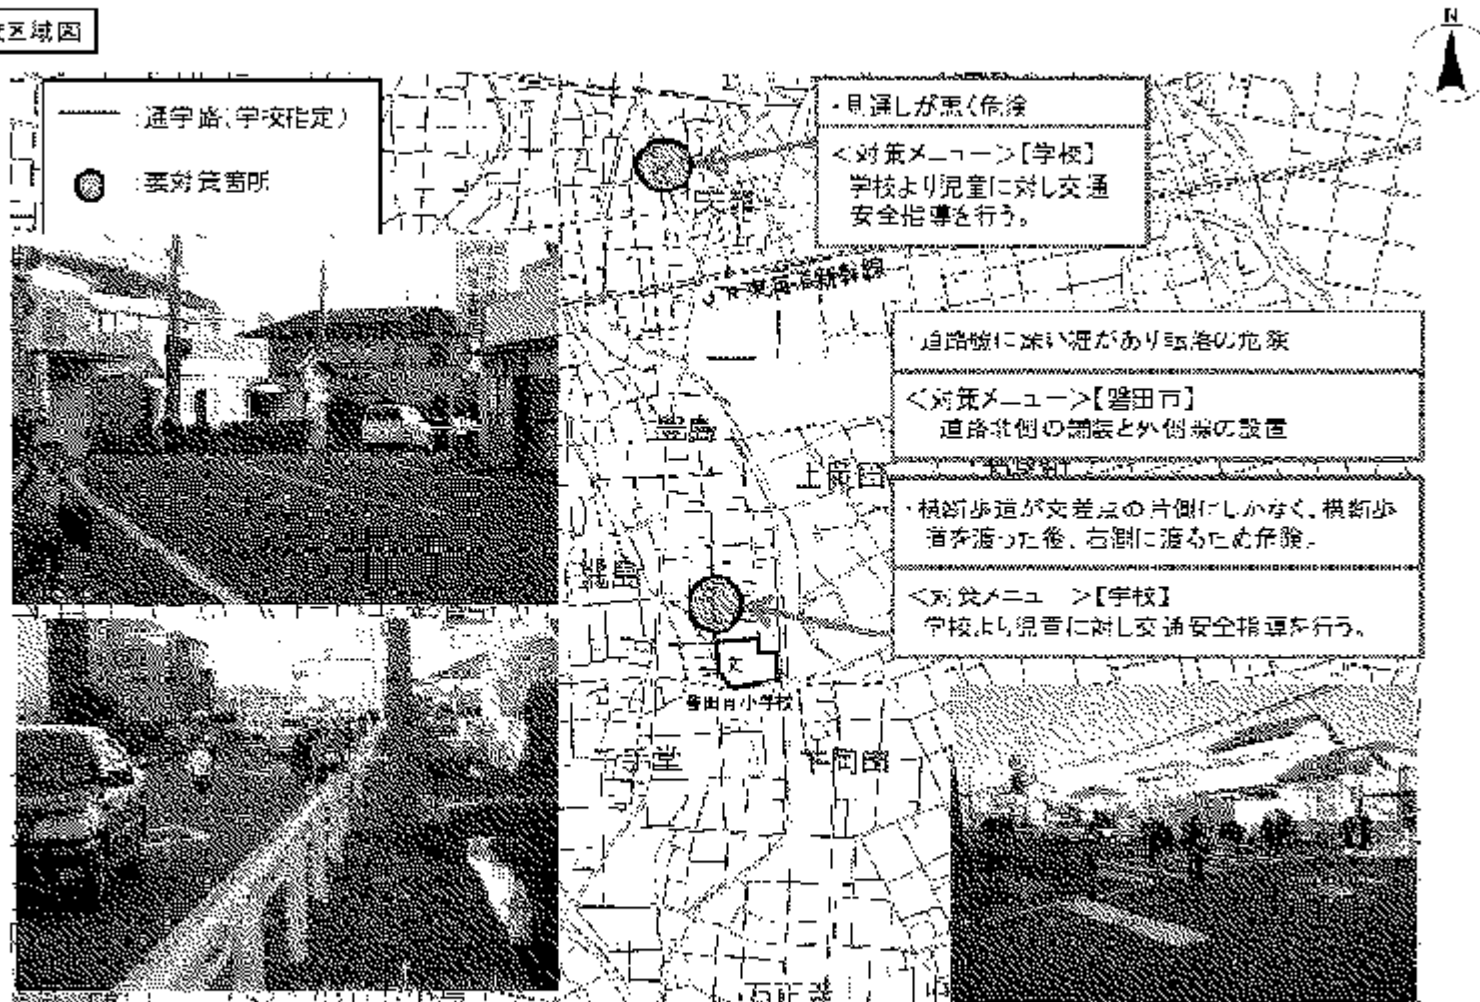 区域図
N
：通学路（学校指定）
：要対策箇所
・見通しが悪く危険
＜対策メニュー＞【学校】
学校より児童に対し交通
安全指導を行う。
ＪＲ東海道新幹線
・道路脇に深い堀があり転落の危険
＜対策メニュー＞【磐田市】
道路北側の舗装と外側線の設置
豊島
上岡田
・横断歩道が交差点の片側にしかなく、横断歩
道を渡った後、右側に渡るため危険。
＜対策メニュー＞【学校】
学校より児童に対し交通安全指導を行う。
文
磐田南小学校
千手堂